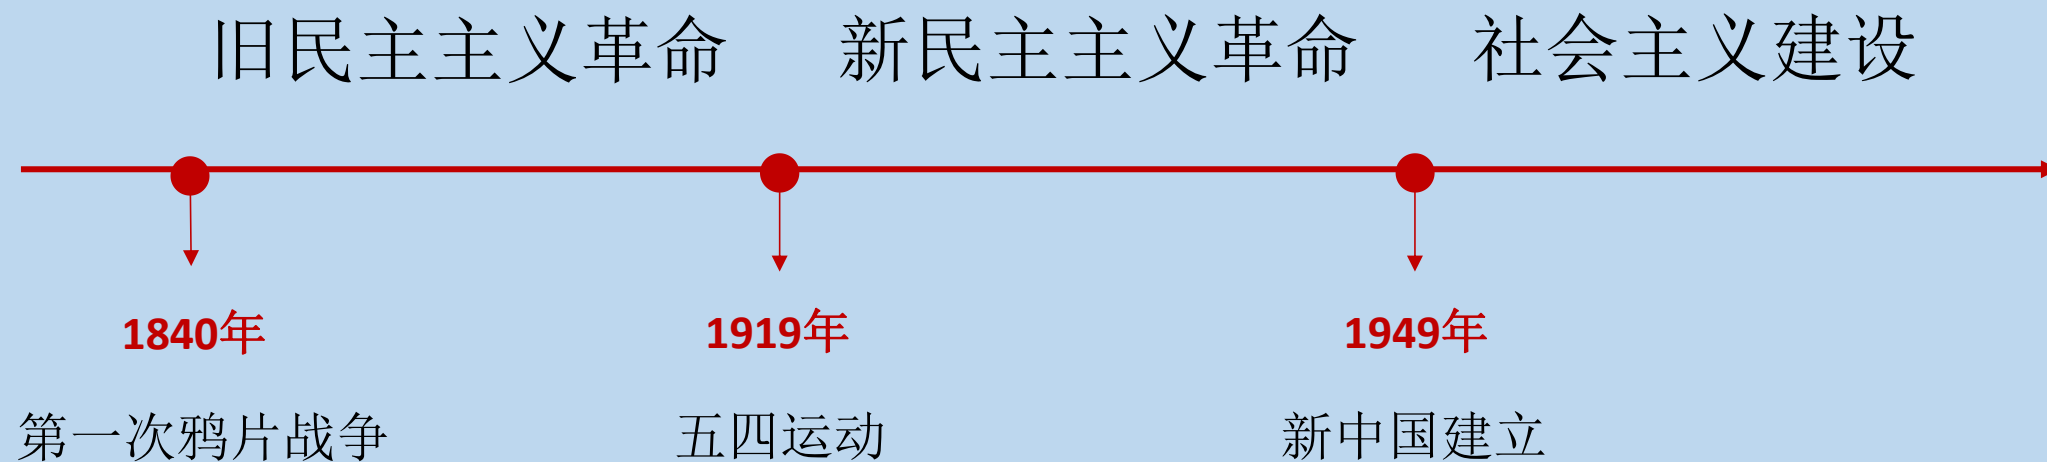 旧民主主义革命 新民主主义革命 社会主义建设
1840年 1919年 1949年
第一次鸦片战争 五四运动 新中国建立